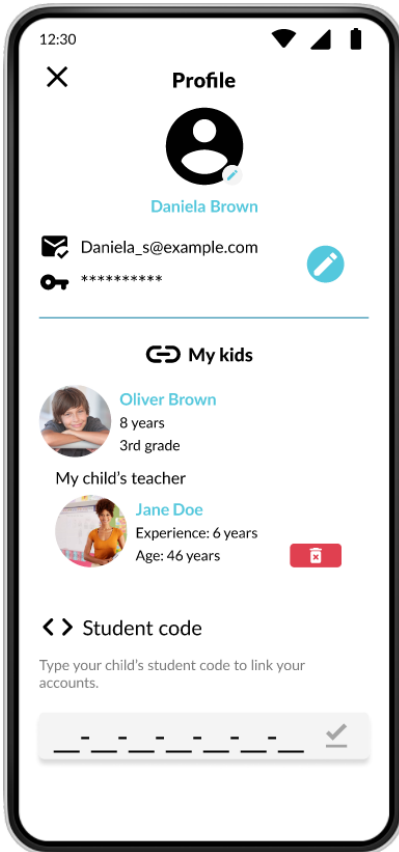 12:30
Profile
Daniela Brown
Daniela_s@example.com
**********
My kids
Oliver Brown
8 years
3rd grade
My child's teacher
Jane Doe
Experience: 6 years
Age: 46 years
Student code
Type your child's student code to link your
accounts.
_-_-_-_-_-_-_